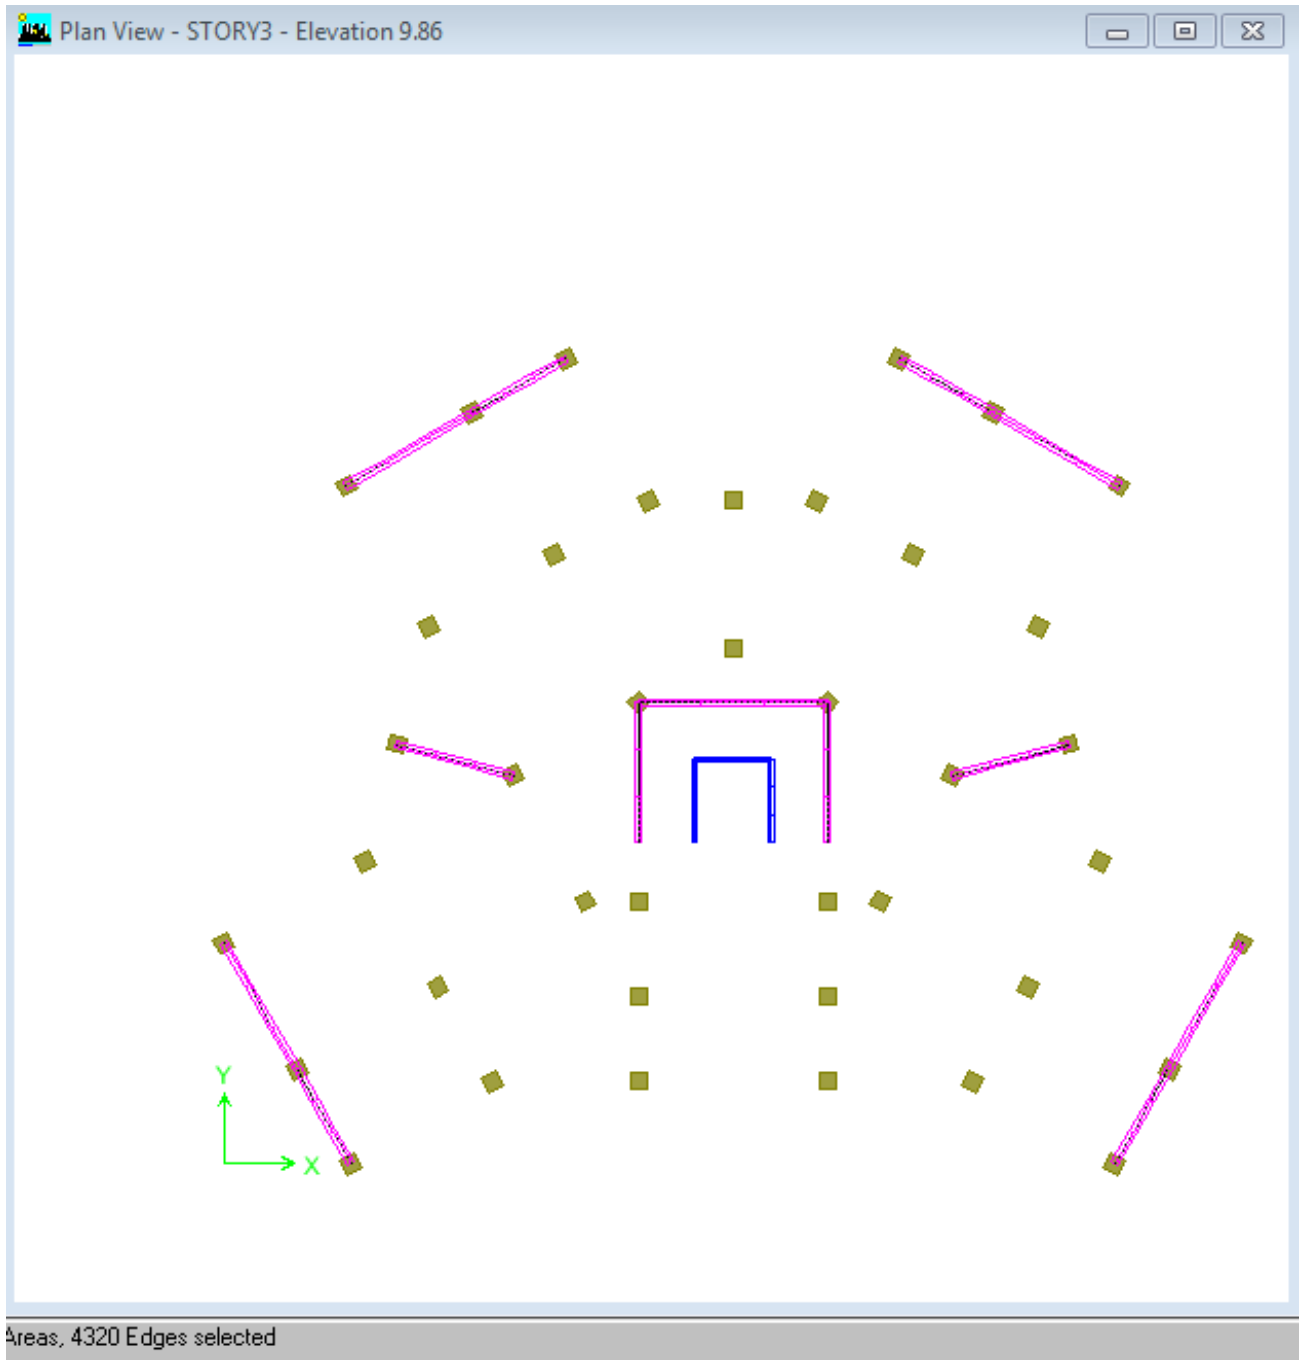 Plan View - STORY3 - Elevation 9.86
Y
X
Areas, 4320 Edges selected